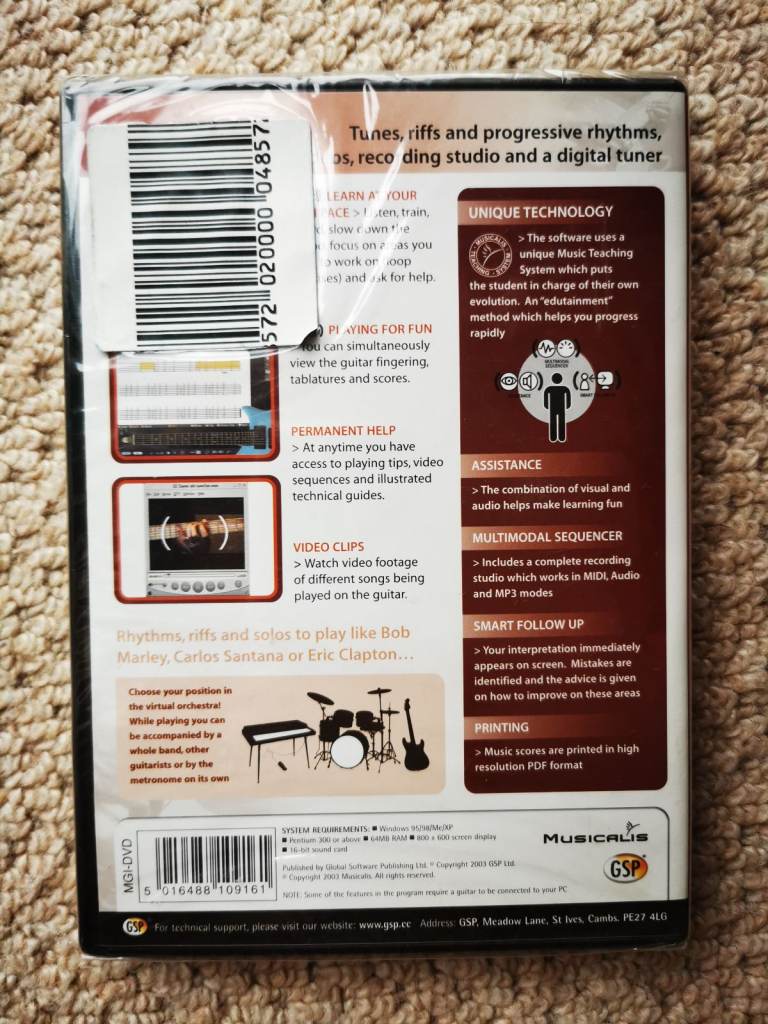 Tunes, riffs and progressive rhythms,
recording studio and a digital tuner
572 020000 04857
LEARN AT YOUR
> Listen, train,
slow down the
focus on areas you
work on
and ask for help.
PLAYING FOR FUN
You can simultaneously
view the guitar fingering,
tablatures and scores.
PERMANENT HELP
> At anytime you have
access to playing tips, video
sequences and illustrated
technical guides.
VIDEO CLIPS
> Watch video footage
of different songs being
played on the guitar.
Rhythms, riffs and solos to play like Bob
Marley, Carlos Santana or Eric Clapton...
Choose your position in
the virtual orchestra!
While playing you can
be accompanied by a
whole band, other
guitarists or by the
metronome on its own
UNIQUE TECHNOLOGY
MUSICALIS TEACHING SYSTEM
> The software uses a
unique Music Teaching
System which puts
the student in charge of their own
evolution. An "edutainment"
method which helps you progress
rapidly
MULTIMODAL
SEQUENCER
ASSISTANCE
> The combination of visual and
audio helps make learning fun
MULTIMODAL SEQUENCER
> Includes a complete recording
studio which works in MIDI, Audio
and MP3 modes
SMART FOLLOW UP
> Your interpretation immediately
appears on screen. Mistakes are
identified and the advice is given
on how to improve on these areas
PRINTING
> Music scores are printed in high
resolution PDF format
MGI-DVD
5 016488 109161
SYSTEM REQUIREMENTS: ■ Windows 95/98/Me/XP
■ Pentium 300 or above ■ 64MB RAM ■ 800 x 600 screen display
■ 16-bit sound card
Published by Global Software Publishing Ltd. © Copyright 2003 GSP Ltd.
© Copyright 2003 Musicalis. All rights reserved.
NOTE: Some of the features in the program require a guitar to be connected to your PC
MUSICALIS
GSP
GSP For technical support, please visit our website: www.gsp.cc Address: GSP, Meadow Lane, St Ives, Cambs. PE27 4LG